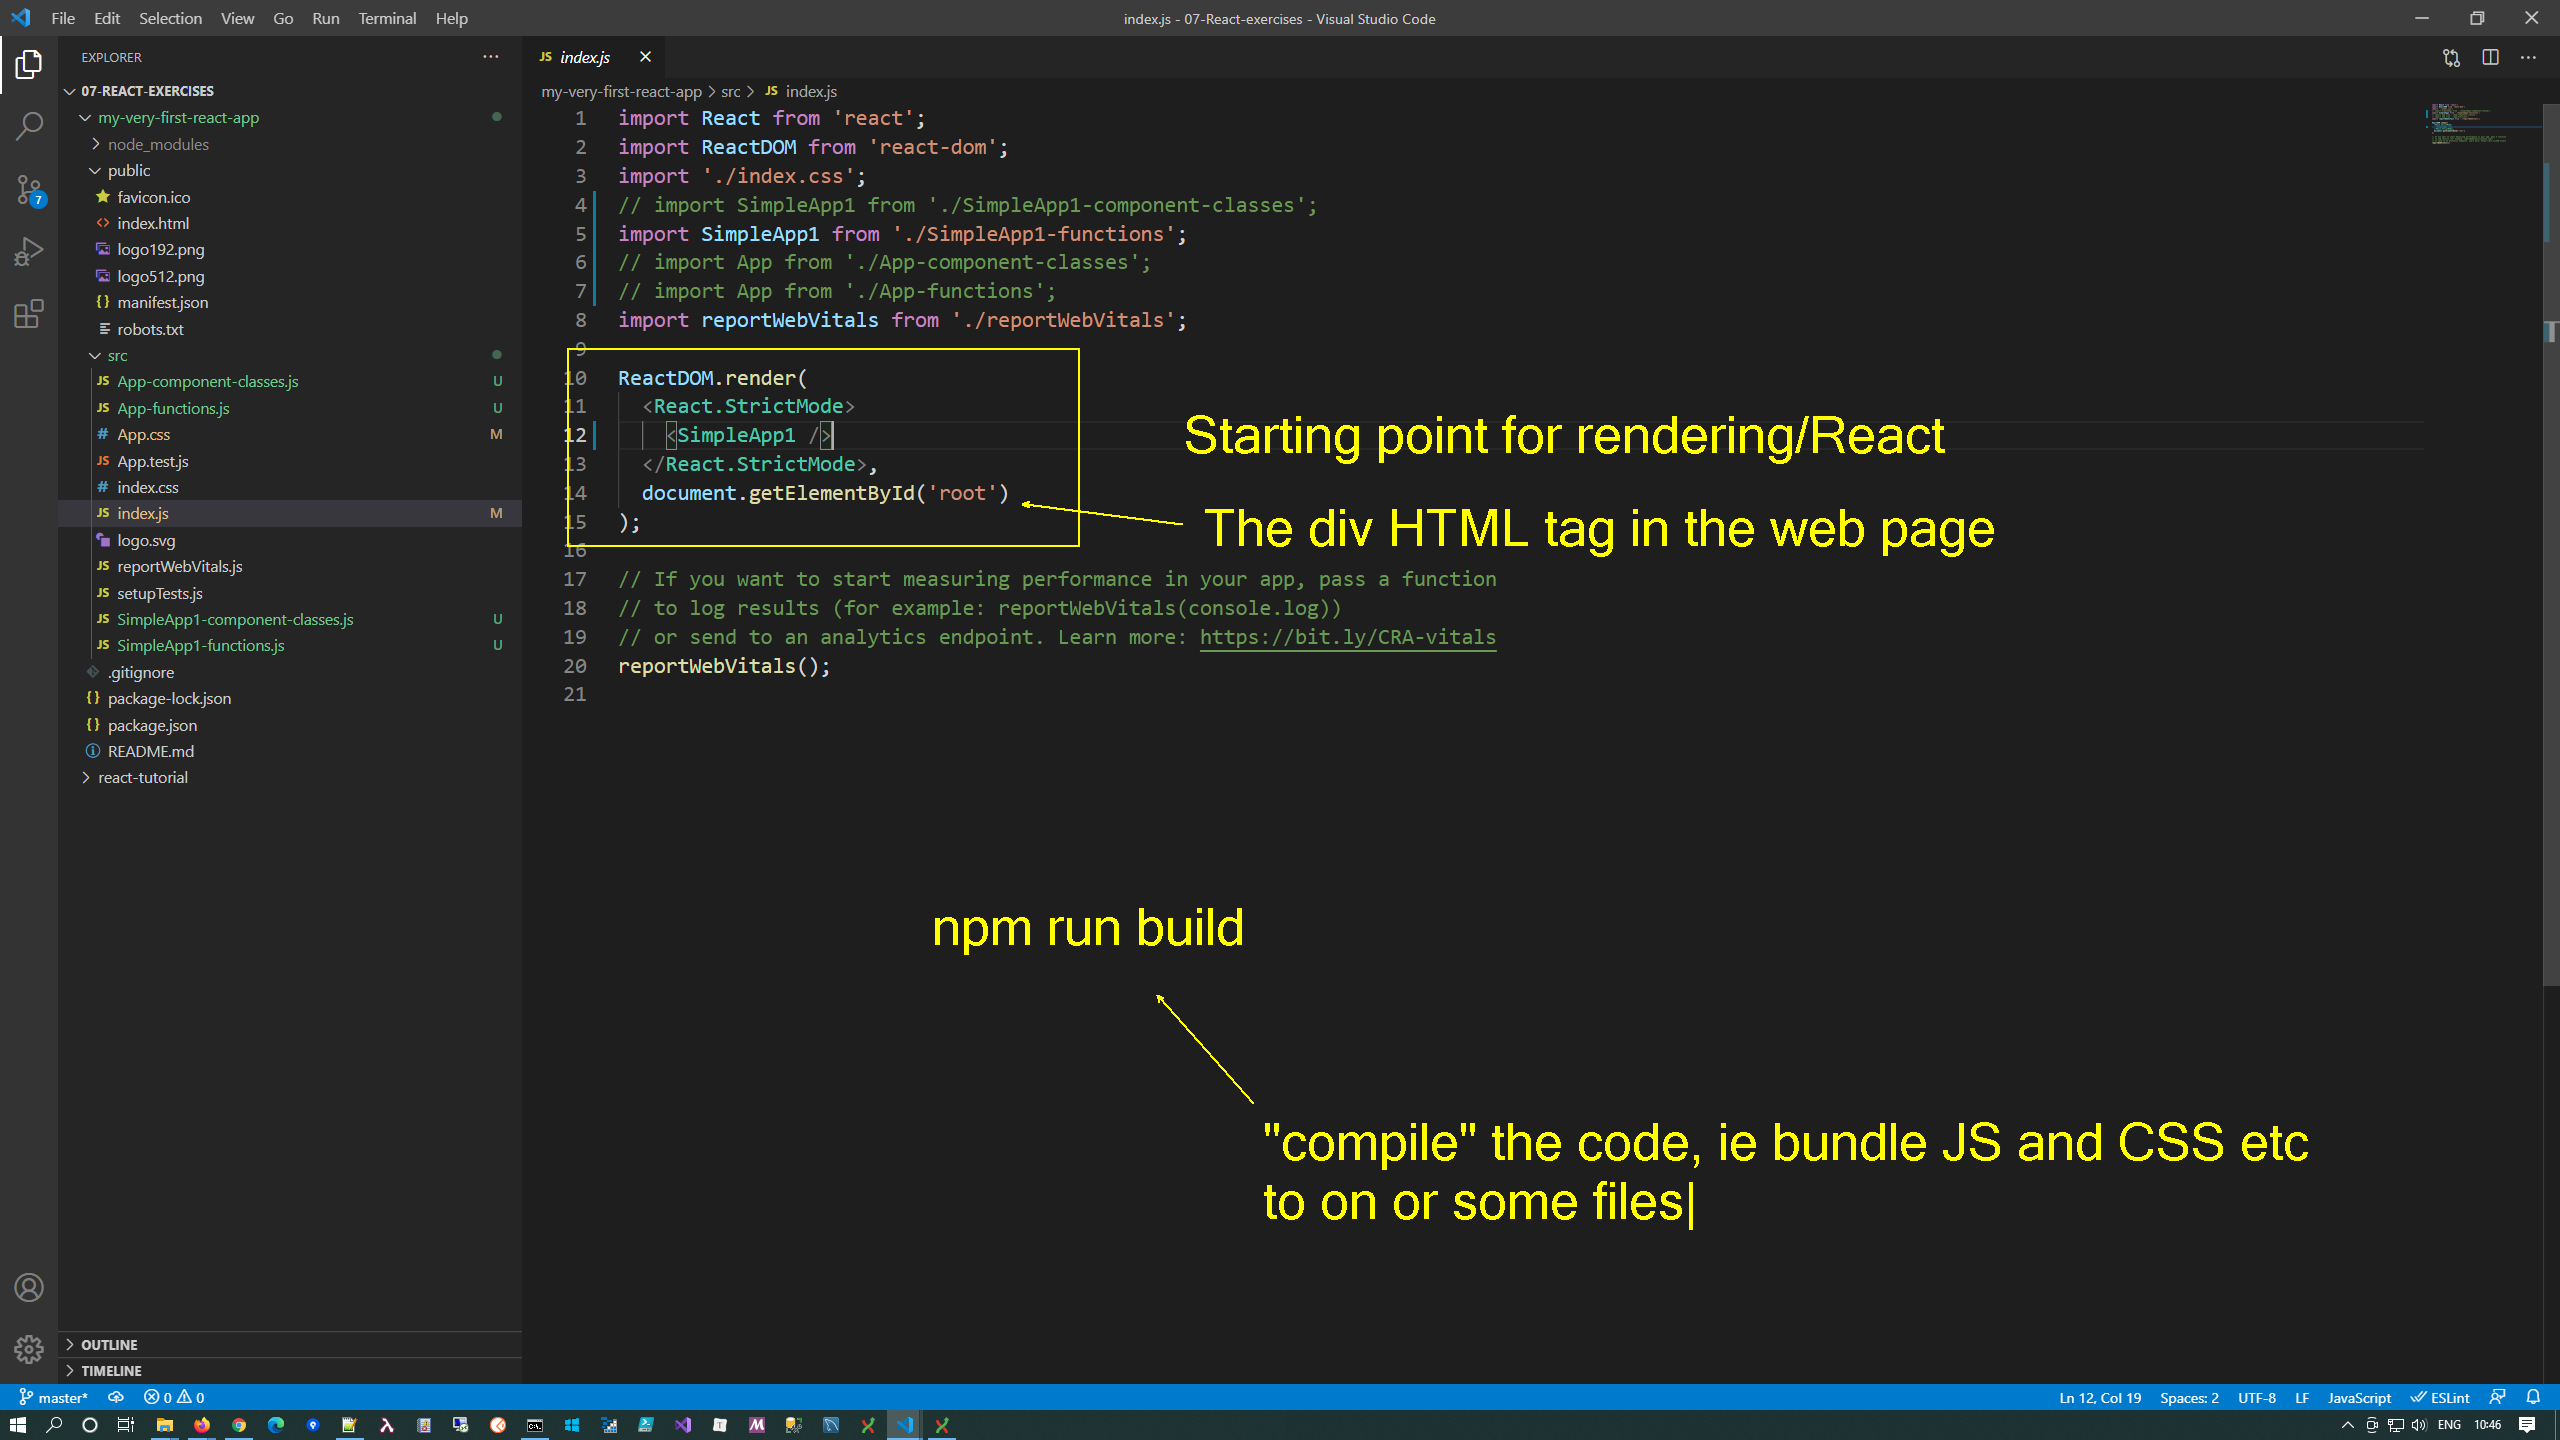 File Edit Selection View Go Run Terminal Help
index.js - 07-React-exercises - Visual Studio Code
EXPLORER
07-REACT-EXERCISES
my-very-first-react-app
node_modules
public
favicon.ico
index.html
logo192.png
logo512.png
manifest.json
robots.txt
src
App-component-classes.js U
App-functions.js U
App.css M
App.test.js
index.css
index.js M
logo.svg
reportWebVitals.js
setupTests.js
SimpleApp1-component-classes.js U
SimpleApp1-functions.js U
.gitignore
package-lock.json
package.json
README.md
react-tutorial
OUTLINE
TIMELINE
7
JS index.js
my-very-first-react-app > src > JS index.js
1 import React from 'react';
2 import ReactDOM from 'react-dom';
3 import './index.css';
4 // import SimpleApp1 from './SimpleApp1-component-classes';
5 import SimpleApp1 from './SimpleApp1-functions';
6 // import App from './App-component-classes';
7 // import App from './App-functions';
8 import reportWebVitals from './reportWebVitals';
9
10 ReactDOM.render(
11 <React.StrictMode>
12 <SimpleApp1 />
13 </React.StrictMode>,
14 document.getElementById('root')
15 );
16
17 // If you want to start measuring performance in your app, pass a function
18 // to log results (for example: reportWebVitals(console.log))
19 // or send to an analytics endpoint. Learn more: https://bit.ly/CRA-vitals
20 reportWebVitals();
21
Starting point for rendering/React
The div HTML tag in the web page
npm run build
"compile" the code, ie bundle JS and CSS etc
to on or some files
master* 0 0
Ln 12, Col 19 Spaces: 2 UTF-8 LF JavaScript ESLint
ENG 10:46